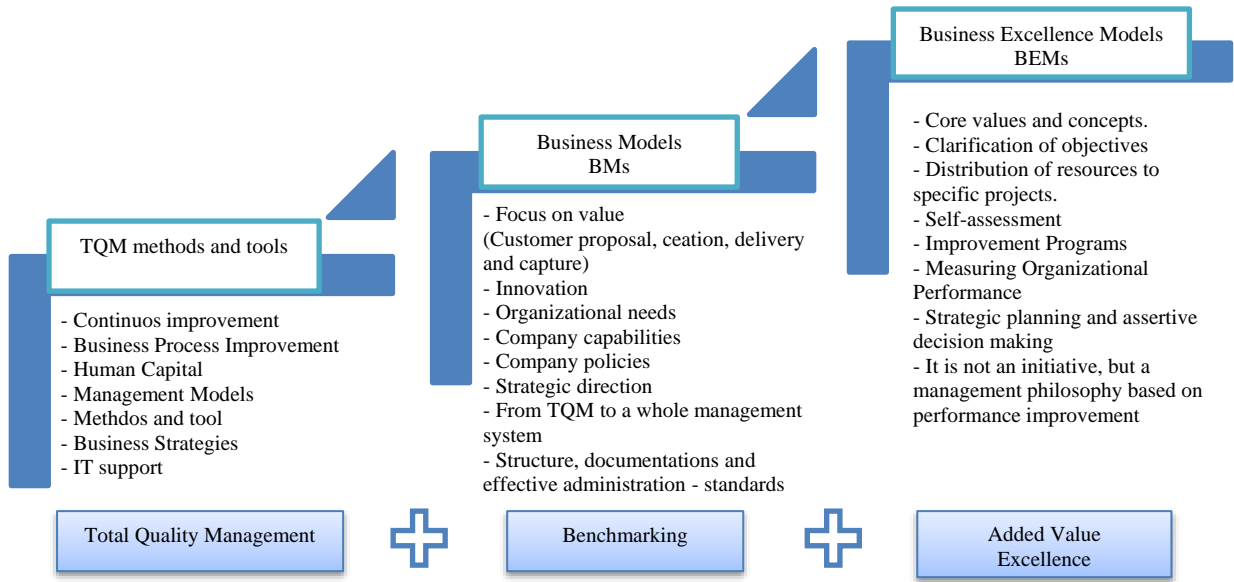 TQM methods and tools
- Continuos improvement
- Business Process Improvement
- Human Capital
- Management Models
- Methdos and tool
- Business Strategies
- IT support
Total Quality Management
Business Models
BMs
- Focus on value
(Customer proposal, ceation, delivery
and capture)
- Innovation
- Organizational needs
- Company capabilities
- Company policies
- Strategic direction
- From TQM to a whole management
system
- Structure, documentations and
effective administration - standards
Benchmarking
Business Excellence Models
BEMs
- Core values and concepts.
- Clarification of objectives
- Distribution of resources to
specific projects.
- Self-assessment
- Improvement Programs
- Measuring Organizational
Performance
- Strategic planning and assertive
decision making
- It is not an initiative, but a
management philosophy based on
performance improvement
Added Value
Excellence